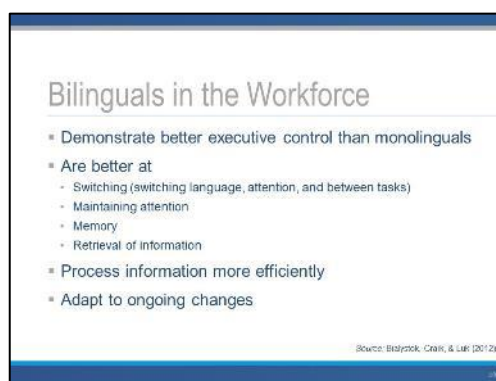 Bilinguals in the Workforce
▪ Demonstrate better executive control than monolinguals
▪ Are better at
• Switching (switching language, attention, and between tasks)
• Maintaining attention
• Memory
• Retrieval of information
▪ Process information more efficiently
▪ Adapt to ongoing changes
Source: Bialystok, Craik, & Luk (2012)